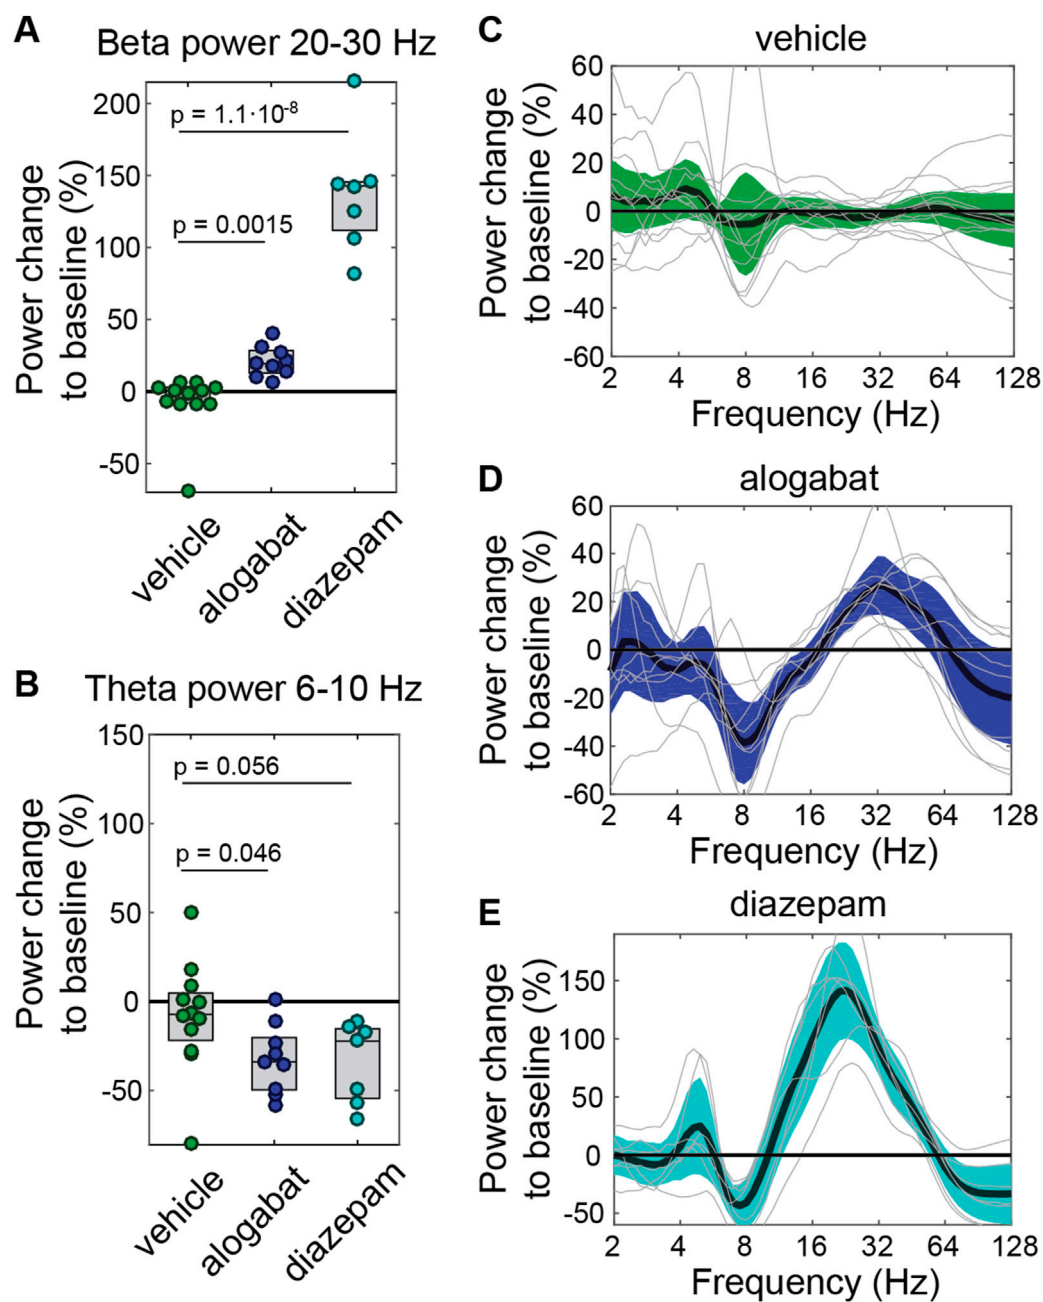 A
Beta power 20-30 Hz
Power change
to baseline (%)
200
150
100
50
0
-50
p = 1.1·10⁻⁸
p = 0.0015
vehicle
alogabat
diazepam
B
Theta power 6-10 Hz
Power change
to baseline (%)
150
100
50
0
-50
p = 0.056
p = 0.046
vehicle
alogabat
diazepam
C
vehicle
Power change
to baseline (%)
60
40
20
0
-20
-40
-60
2 4 8 16 32 64 128
Frequency (Hz)
D
alogabat
Power change
to baseline (%)
60
40
20
0
-20
-40
-60
2 4 8 16 32 64 128
Frequency (Hz)
E
diazepam
Power change
to baseline (%)
150
100
50
0
-50
2 4 8 16 32 64 128
Frequency (Hz)